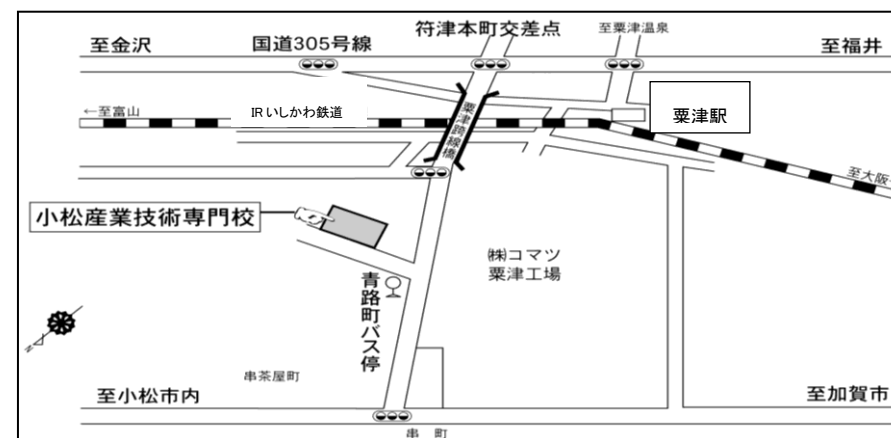 符津本町交差点
至金沢
国道305号線
至粟津温泉
至福井
←至富山
IRいしかわ鉄道
粟津跨線橋
粟津駅
至大阪
小松産業技術専門校
㈱コマツ
粟津工場
青路町バス停
N
串茶屋町
至小松市内
至加賀市
串 町